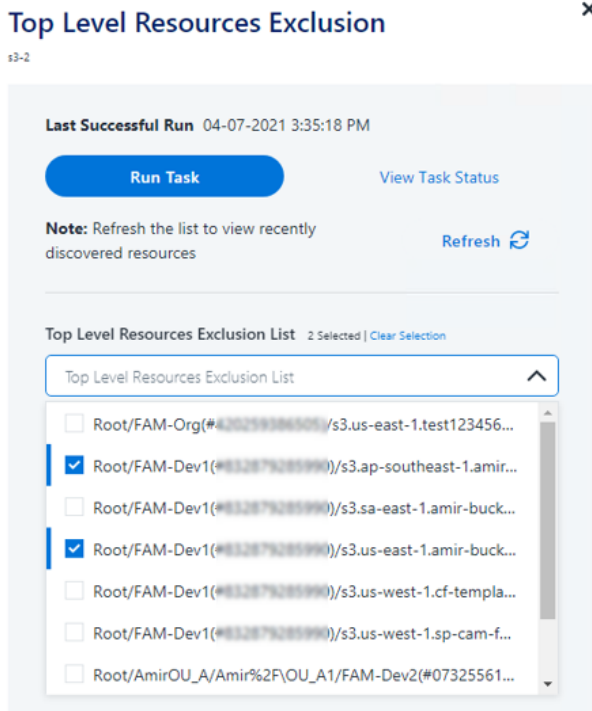 Top Level Resources Exclusion
s3-2
Last Successful Run 04-07-2021 3:35:18 PM
Run Task
View Task Status
Note: Refresh the list to view recently
discovered resources
Refresh
Top Level Resources Exclusion List 2 Selected | Clear Selection
Top Level Resources Exclusion List
Root/FAM-Org(# )/s3.us-east-1.test123456...
Root/FAM-Dev1( )/s3.ap-southeast-1.amir...
Root/FAM-Dev1( )/s3.sa-east-1.amir-buck...
Root/FAM-Dev1( )/s3.us-east-1.amir-buck...
Root/FAM-Dev1( )/s3.us-west-1.cf-templa...
Root/FAM-Dev1( )/s3.us-west-1.sp-cam-f...
Root/AmirOU_A/Amir%2F\OU_A1/FAM-Dev2(#07325561...